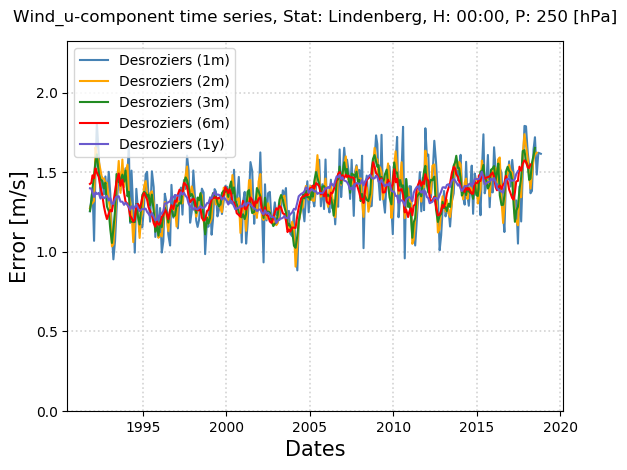 Wind_u-component time series, Stat: Lindenberg, H: 00:00, P: 250 [hPa]
Desroziers (1m)
Desroziers (2m)
Desroziers (3m)
Desroziers (6m)
Desroziers (1y)
Error [m/s]
2.0
1.5
1.0
0.5
0.0
1995
2000
2005
2010
2015
2020
Dates